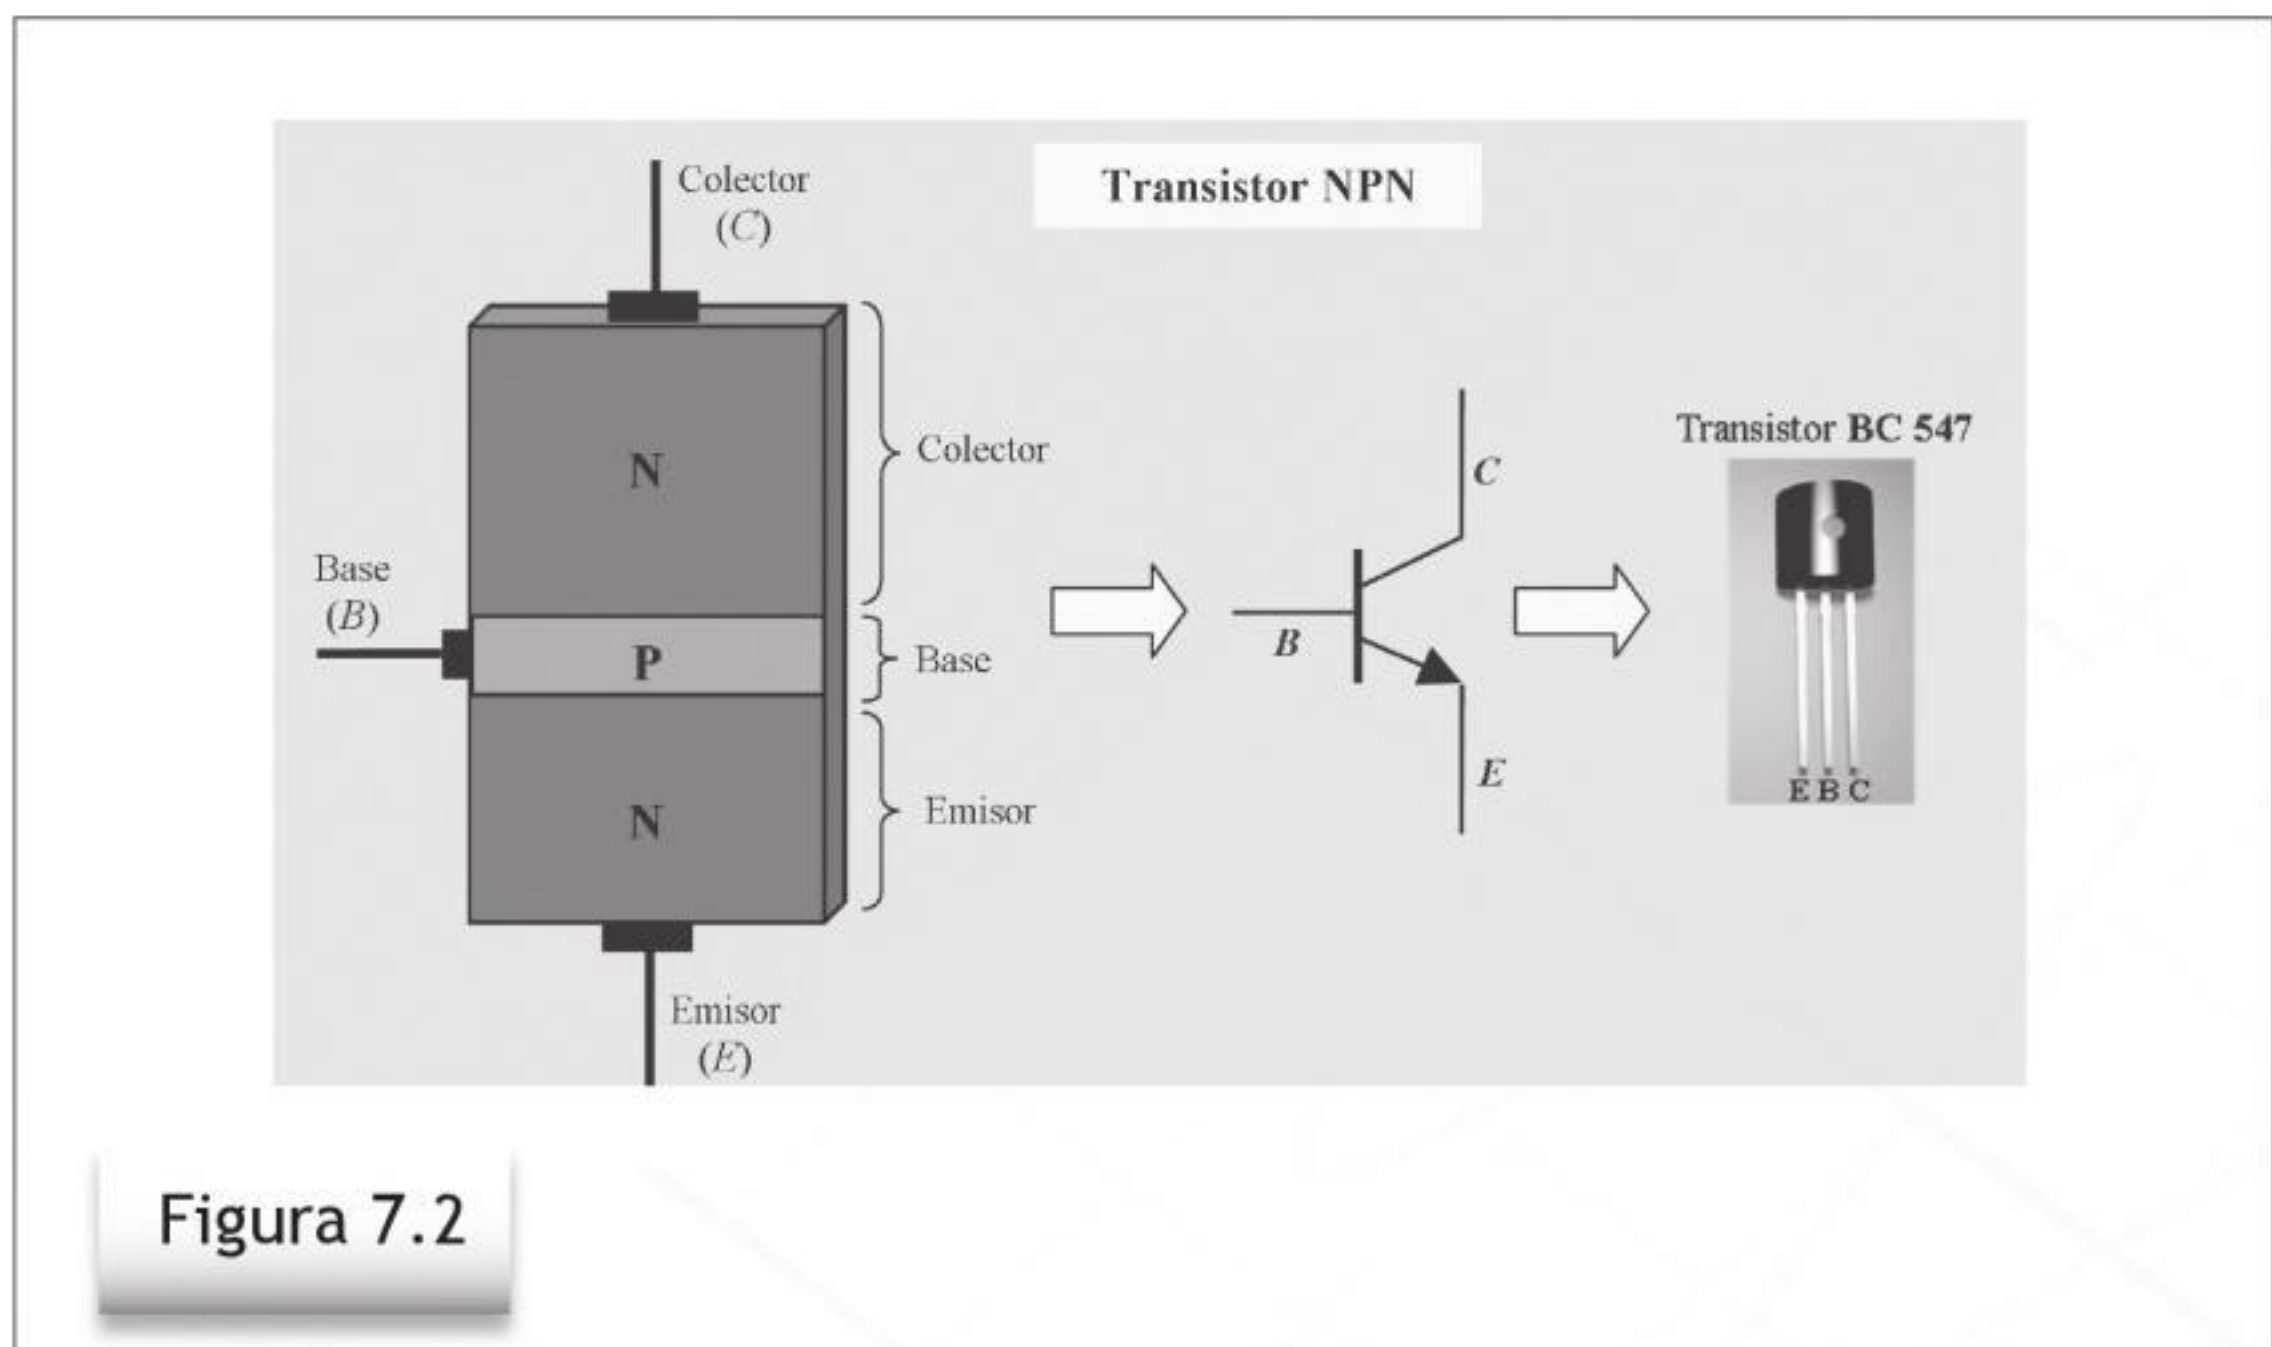 Transistor NPN
Colector
(C)
N
Colector
Base
(B)
P
Base
N
Emisor
Emisor
(E)
C
B
E
Transistor BC 547
E B C
Figura 7.2